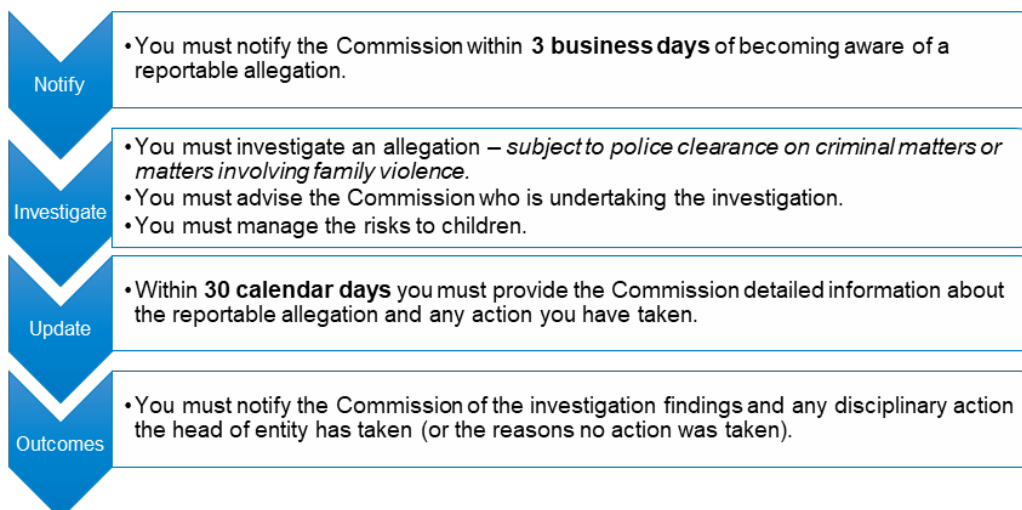 Notify
•You must notify the Commission within 3 business days of becoming aware of a
reportable allegation.
Investigate
•You must investigate an allegation – subject to police clearance on criminal matters or
matters involving family violence.
•You must advise the Commission who is undertaking the investigation.
•You must manage the risks to children.
Update
•Within 30 calendar days you must provide the Commission detailed information about
the reportable allegation and any action you have taken.
Outcomes
•You must notify the Commission of the investigation findings and any disciplinary action
the head of entity has taken (or the reasons no action was taken).